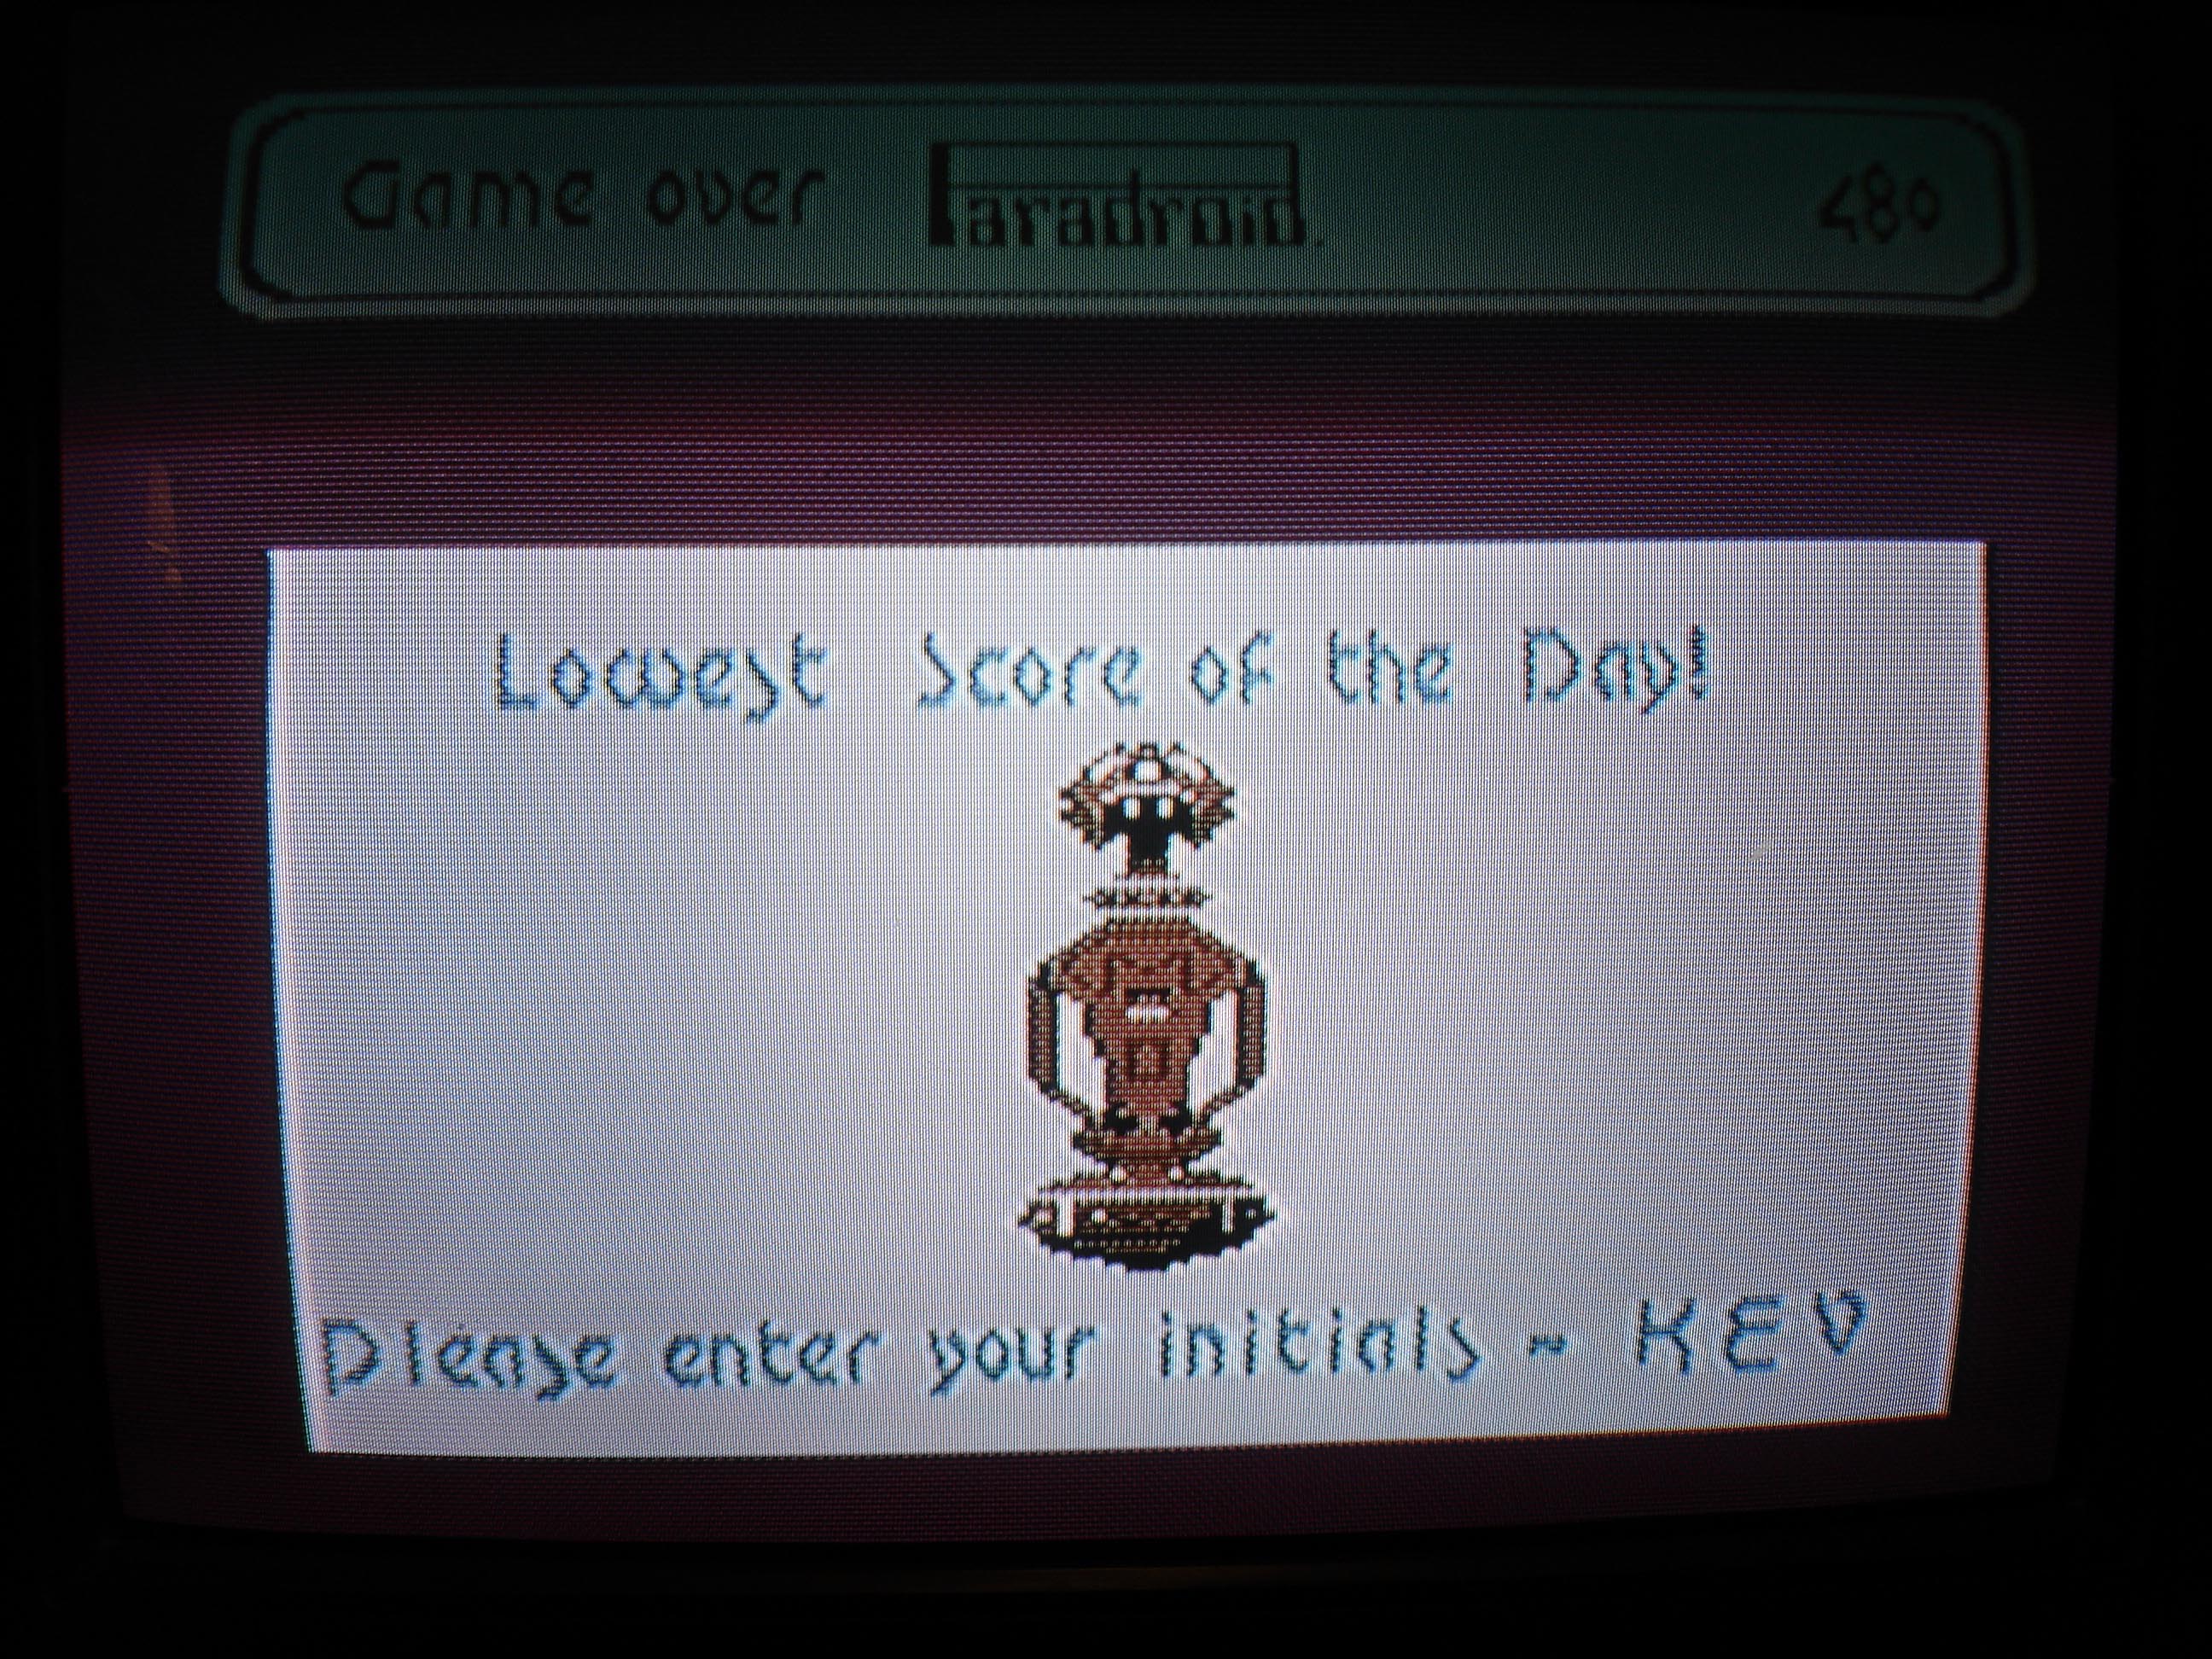 Game over Paradroid 480
Lowest Score of the Day!
Please enter your initials ~ KEV